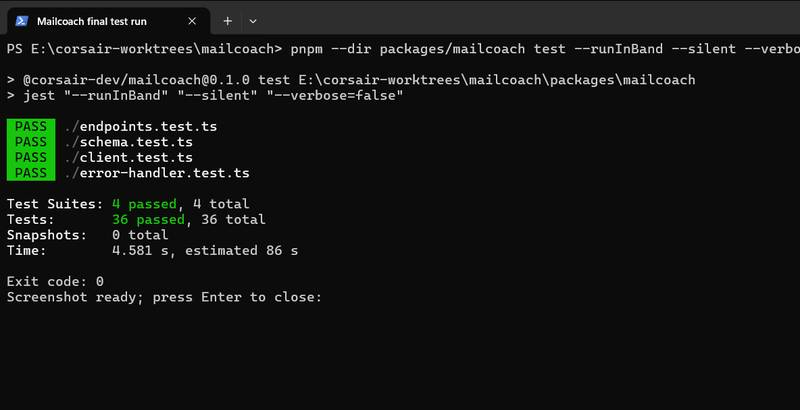 Mailcoach final test run
PS E:\corsair-worktrees\mailcoach> pnpm --dir packages/mailcoach test --runInBand --silent --verbo
> @corsair-dev/mailcoach@0.1.0 test E:\corsair-worktrees\mailcoach\packages\mailcoach
> jest "--runInBand" "--silent" "--verbose=false"
PASS ./endpoints.test.ts
PASS ./schema.test.ts
PASS ./client.test.ts
PASS ./error-handler.test.ts
Test Suites: 4 passed, 4 total
Tests: 36 passed, 36 total
Snapshots: 0 total
Time: 4.581 s, estimated 86 s
Exit code: 0
Screenshot ready; press Enter to close: